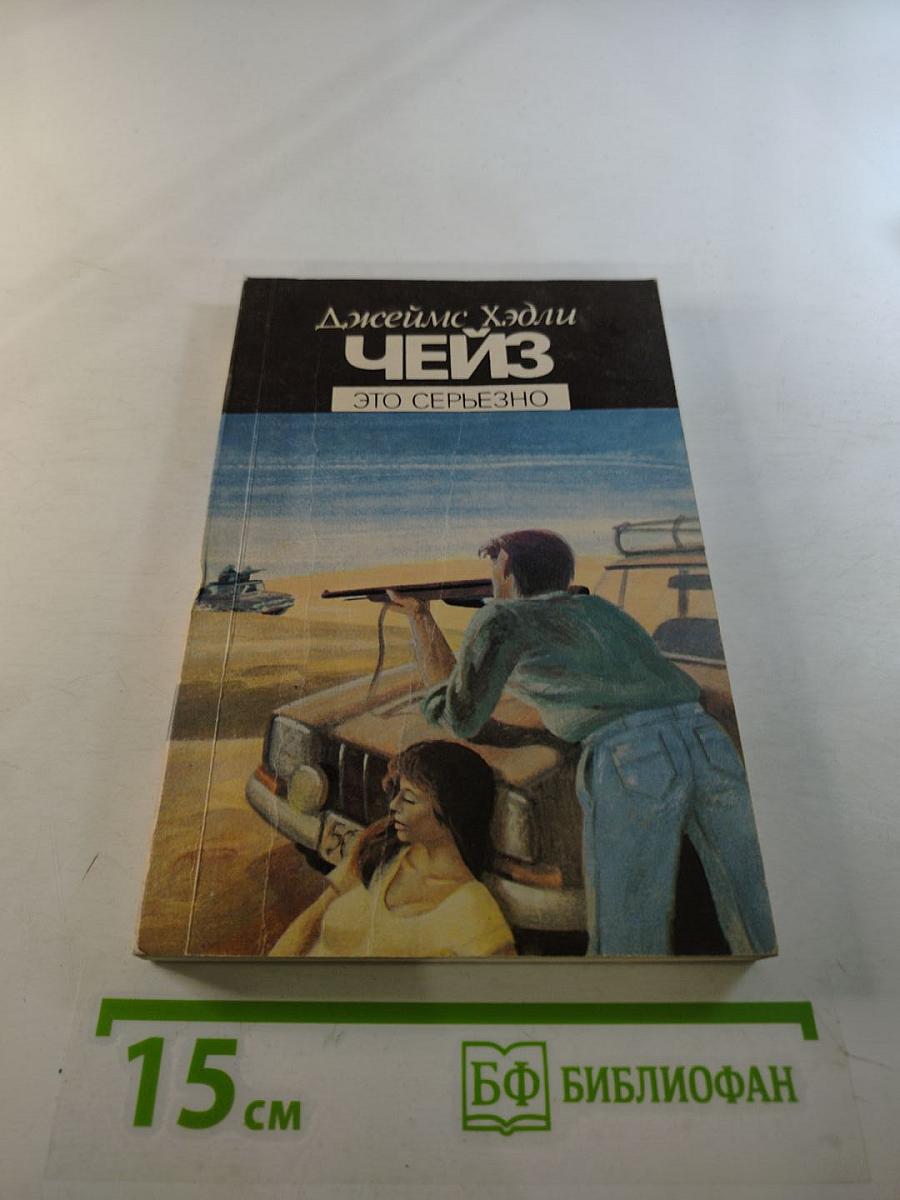 Джеймс Хэдли
ЧЕЙЗ
ЭТО СЕРЬЕЗНО
15 см
БФ БИБЛИОФАН